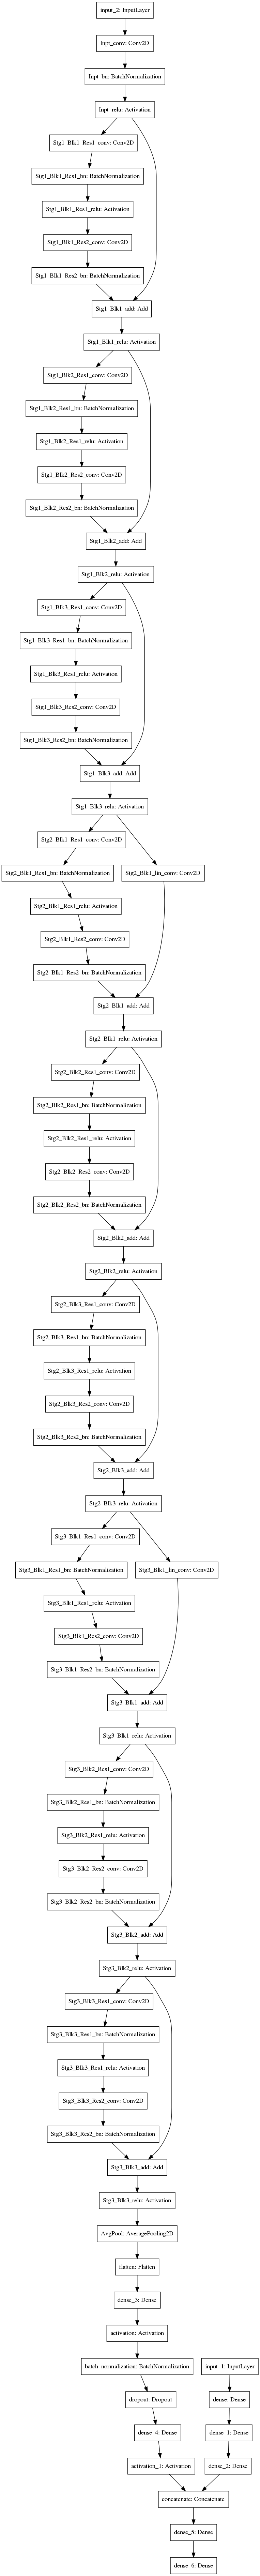 input_2: InputLayer
Inpt_conv: Conv2D
Inpt_bn: BatchNormalization
Inpt_relu: Activation
Stg1_Blk1_Res1_conv: Conv2D
Stg1_Blk1_Res1_bn: BatchNormalization
Stg1_Blk1_Res1_relu: Activation
Stg1_Blk1_Res2_conv: Conv2D
Stg1_Blk1_Res2_bn: BatchNormalization
Stg1_Blk1_add: Add
Stg1_Blk1_relu: Activation
Stg1_Blk2_Res1_conv: Conv2D
Stg1_Blk2_Res1_bn: BatchNormalization
Stg1_Blk2_Res1_relu: Activation
Stg1_Blk2_Res2_conv: Conv2D
Stg1_Blk2_Res2_bn: BatchNormalization
Stg1_Blk2_add: Add
Stg1_Blk2_relu: Activation
Stg1_Blk3_Res1_conv: Conv2D
Stg1_Blk3_Res1_bn: BatchNormalization
Stg1_Blk3_Res1_relu: Activation
Stg1_Blk3_Res2_conv: Conv2D
Stg1_Blk3_Res2_bn: BatchNormalization
Stg1_Blk3_add: Add
Stg1_Blk3_relu: Activation
Stg2_Blk1_Res1_conv: Conv2D
Stg2_Blk1_Res1_bn: BatchNormalization
Stg2_Blk1_lin_conv: Conv2D
Stg2_Blk1_Res1_relu: Activation
Stg2_Blk1_Res2_conv: Conv2D
Stg2_Blk1_Res2_bn: BatchNormalization
Stg2_Blk1_add: Add
Stg2_Blk1_relu: Activation
Stg2_Blk2_Res1_conv: Conv2D
Stg2_Blk2_Res1_bn: BatchNormalization
Stg2_Blk2_Res1_relu: Activation
Stg2_Blk2_Res2_conv: Conv2D
Stg2_Blk2_Res2_bn: BatchNormalization
Stg2_Blk2_add: Add
Stg2_Blk2_relu: Activation
Stg2_Blk3_Res1_conv: Conv2D
Stg2_Blk3_Res1_bn: BatchNormalization
Stg2_Blk3_Res1_relu: Activation
Stg2_Blk3_Res2_conv: Conv2D
Stg2_Blk3_Res2_bn: BatchNormalization
Stg2_Blk3_add: Add
Stg2_Blk3_relu: Activation
Stg3_Blk1_Res1_conv: Conv2D
Stg3_Blk1_Res1_bn: BatchNormalization
Stg3_Blk1_lin_conv: Conv2D
Stg3_Blk1_Res1_relu: Activation
Stg3_Blk1_Res2_conv: Conv2D
Stg3_Blk1_Res2_bn: BatchNormalization
Stg3_Blk1_add: Add
Stg3_Blk1_relu: Activation
Stg3_Blk2_Res1_conv: Conv2D
Stg3_Blk2_Res1_bn: BatchNormalization
Stg3_Blk2_Res1_relu: Activation
Stg3_Blk2_Res2_conv: Conv2D
Stg3_Blk2_Res2_bn: BatchNormalization
Stg3_Blk2_add: Add
Stg3_Blk2_relu: Activation
Stg3_Blk3_Res1_conv: Conv2D
Stg3_Blk3_Res1_bn: BatchNormalization
Stg3_Blk3_Res1_relu: Activation
Stg3_Blk3_Res2_conv: Conv2D
Stg3_Blk3_Res2_bn: BatchNormalization
Stg3_Blk3_add: Add
Stg3_Blk3_relu: Activation
AvgPool: AveragePooling2D
flatten: Flatten
dense_3: Dense
activation: Activation
batch_normalization: BatchNormalization
input_1: InputLayer
dropout: Dropout
dense: Dense
dense_4: Dense
dense_1: Dense
activation_1: Activation
dense_2: Dense
concatenate: Concatenate
dense_5: Dense
dense_6: Dense